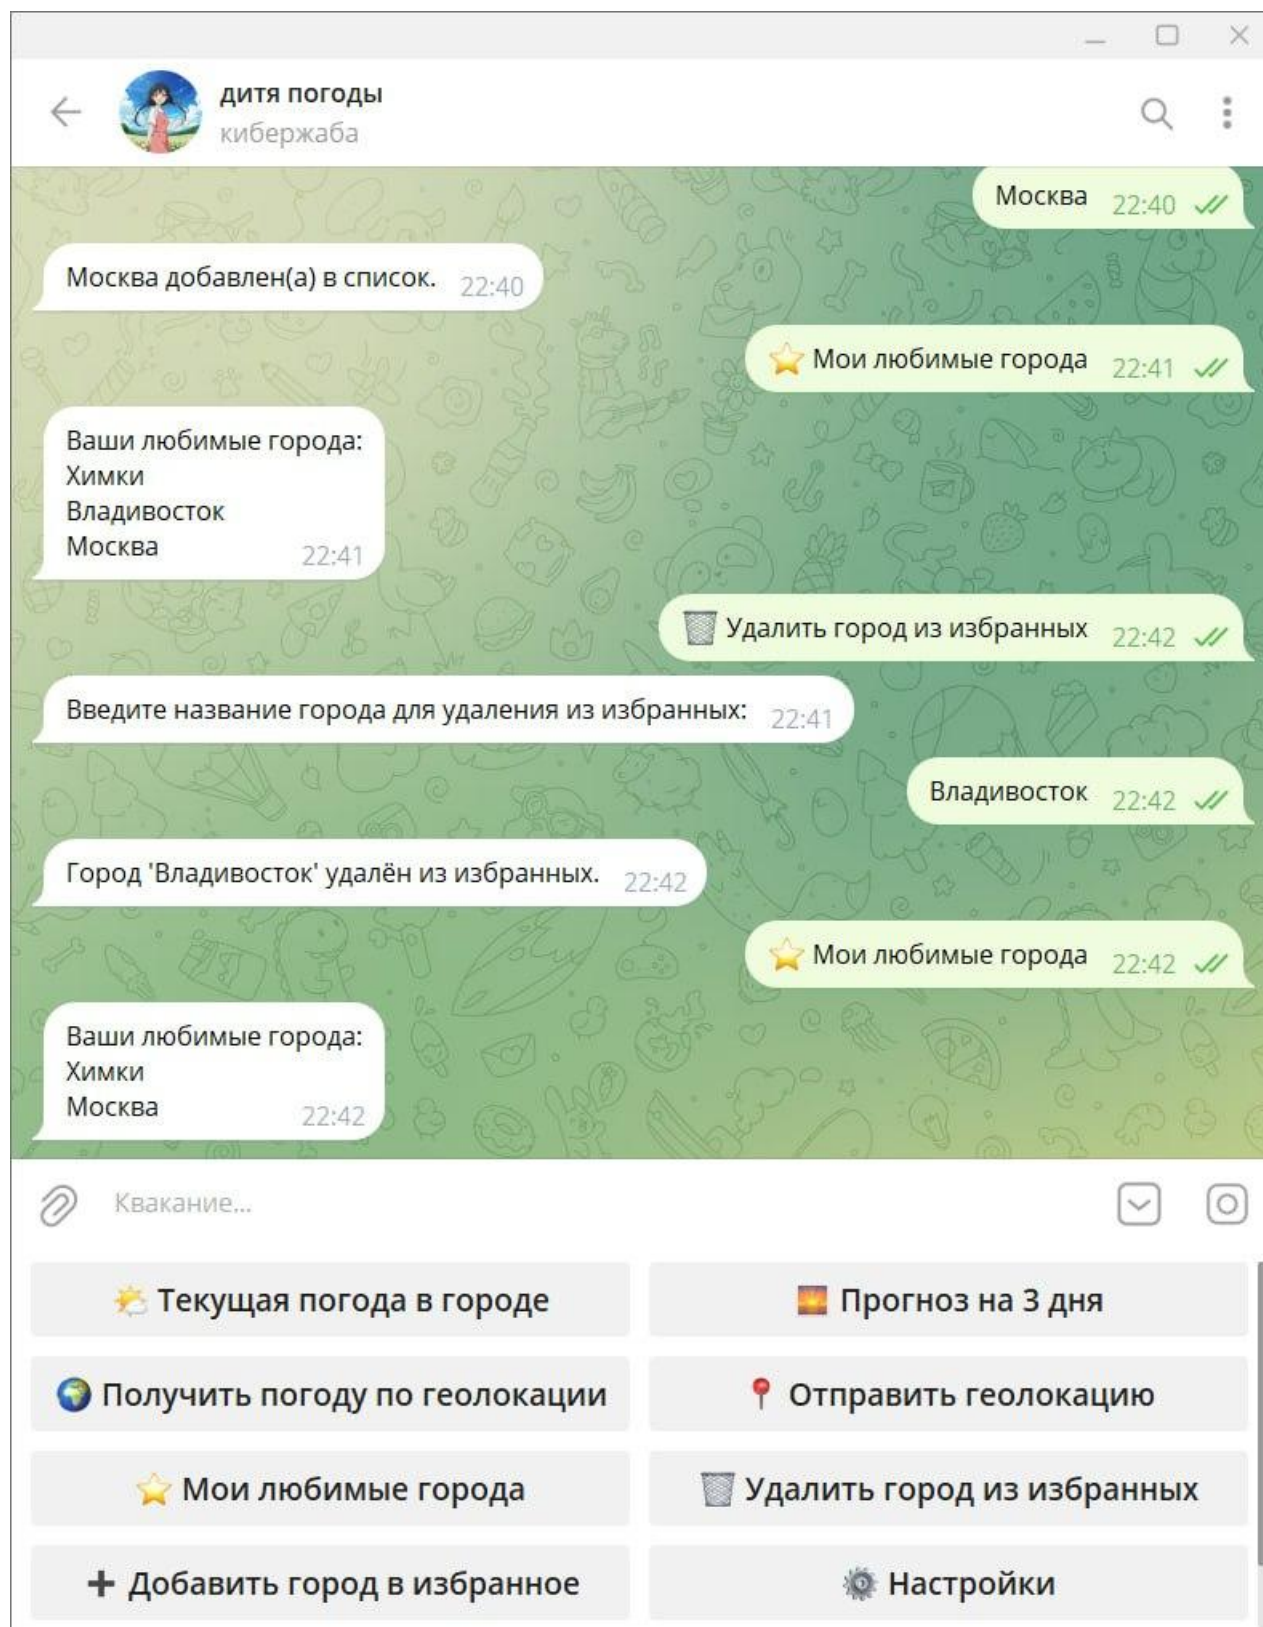 дитя погоды
кибержаба
Москва 22:40
Москва добавлен(а) в список. 22:40
⭐ Мои любимые города 22:41
Ваши любимые города:
Химки
Владивосток
Москва 22:41
🗑 Удалить город из избранных 22:42
Введите название города для удаления из избранных: 22:41
Владивосток 22:42
Город 'Владивосток' удалён из избранных. 22:42
⭐ Мои любимые города 22:42
Ваши любимые города:
Химки
Москва 22:42
Квакание...
🌤 Текущая погода в городе
🌅 Прогноз на 3 дня
🌍 Получить погоду по геолокации
📍 Отправить геолокацию
⭐ Мои любимые города
🗑 Удалить город из избранных
➕ Добавить город в избранное
⚙ Настройки